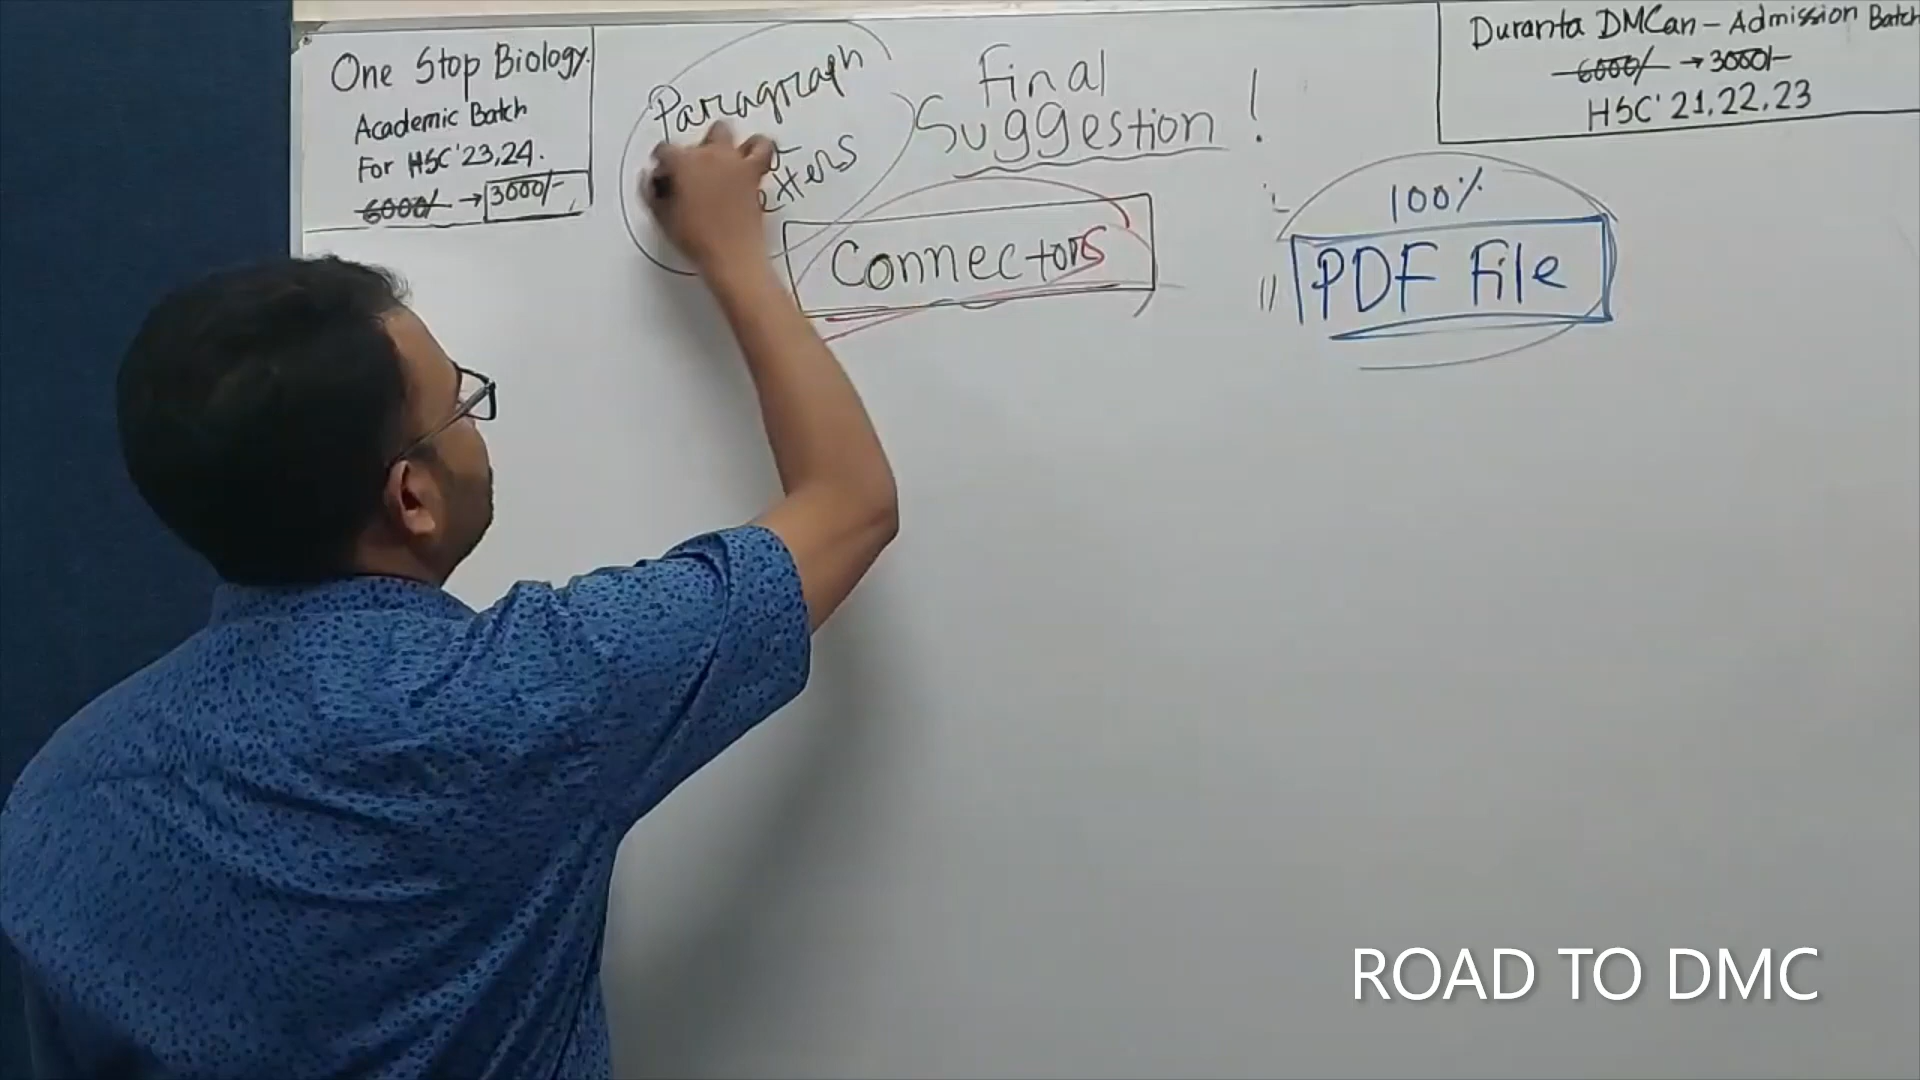 One Stop Biology
Academic Batch
For HSC'23,24.
6000/- → 3000/-
Paragraph
Final
Suggestion !
Connectors
100%
PDF File
Duranta DMCan - Admission Batch
6000/- → 3000/-
HSC' 21,22,23
ROAD TO DMC